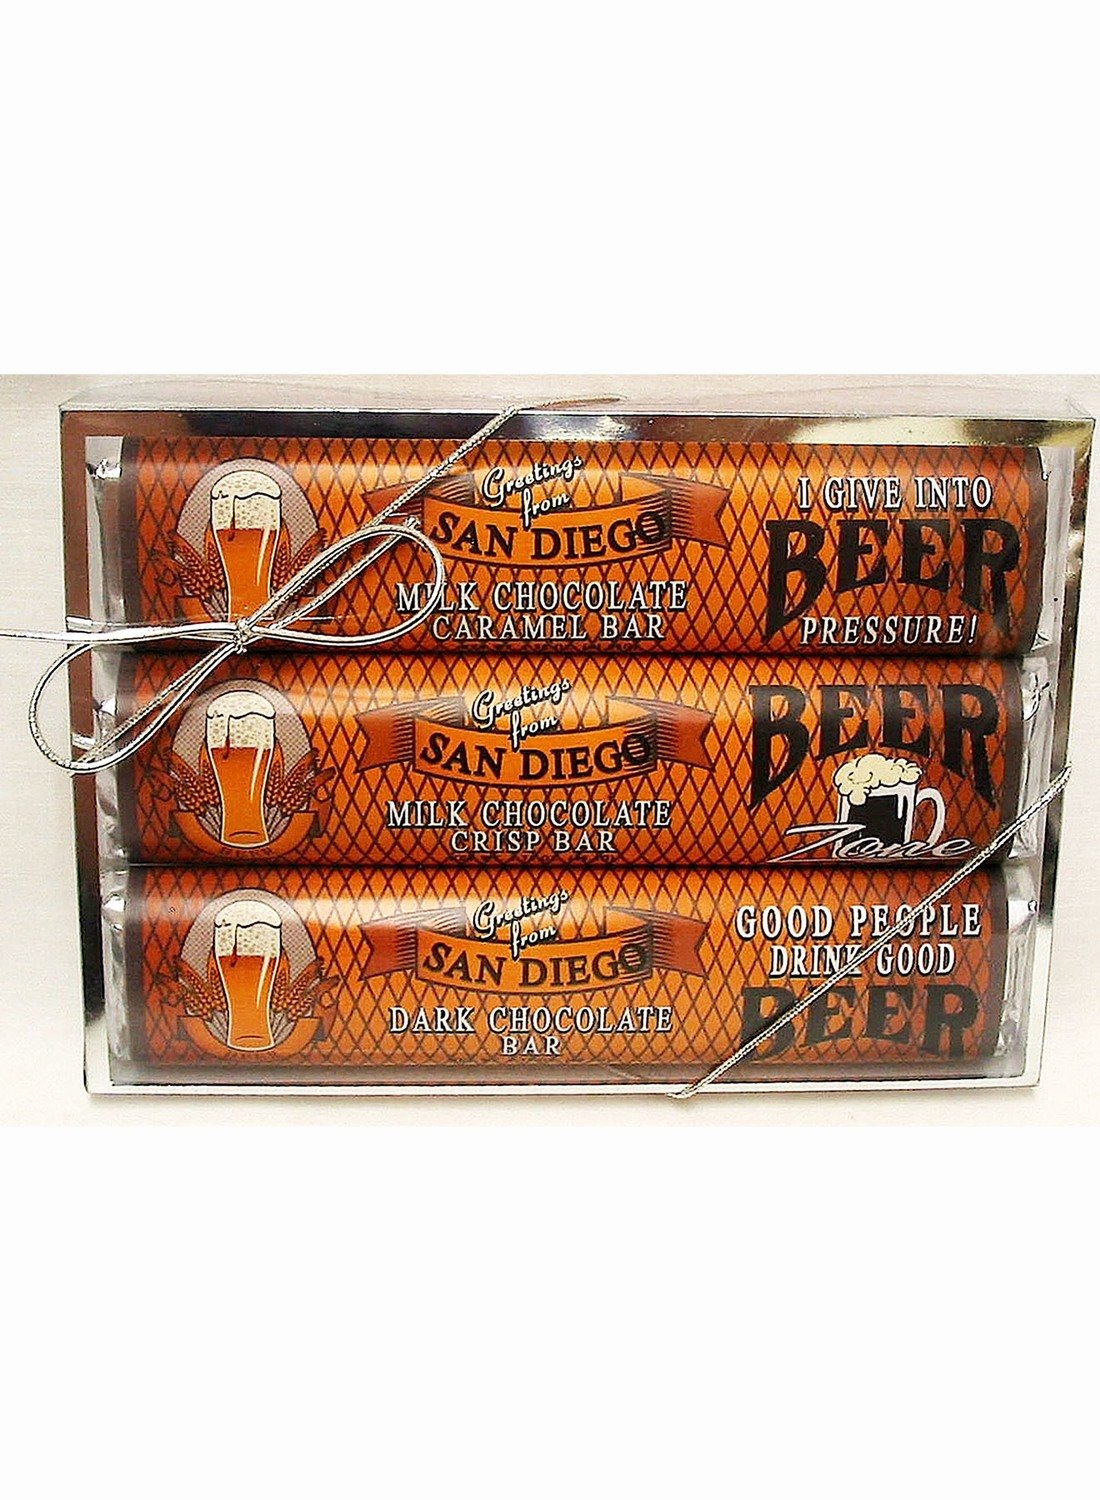 Greetings
from
SAN DIEGO
MILK CHOCOLATE
CARAMEL BAR
I GIVE INTO
BEER
PRESSURE!
Greetings
from
SAN DIEGO
MILK CHOCOLATE
CRISP BAR
BEER
Zone
Greetings
from
SAN DIEGO
DARK CHOCOLATE
BAR
GOOD PEOPLE
DRINK GOOD
BEER!